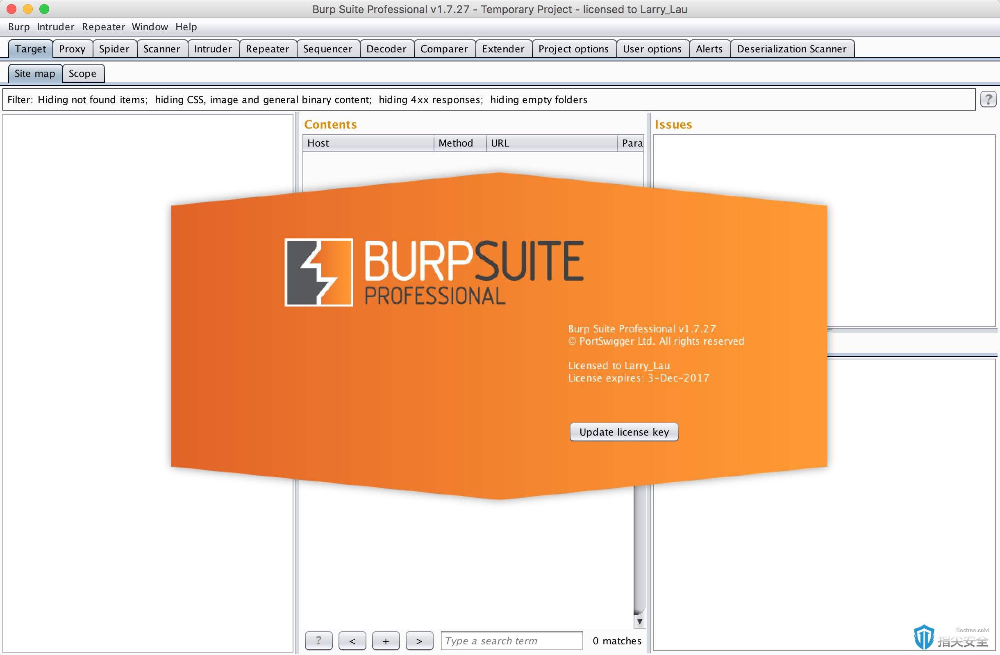 Burp Suite Professional v1.7.27 - Temporary Project - licensed to Larry_Lau
Burp Intruder Repeater Window Help
Target Proxy Spider Scanner Intruder Repeater Sequencer Decoder Comparer Extender Project options User options Alerts Deserialization Scanner
Site map Scope
Filter: Hiding not found items; hiding CSS, image and general binary content; hiding 4xx responses; hiding empty folders
?
Contents
Issues
Host Method URL Para
BURPSUITE
PROFESSIONAL
Burp Suite Professional v1.7.27
© PortSwigger Ltd. All rights reserved
Licensed to Larry_Lau
License expires: 3-Dec-2017
Update license key
? < + > Type a search term 0 matches
Secfree.coM
指尖安全